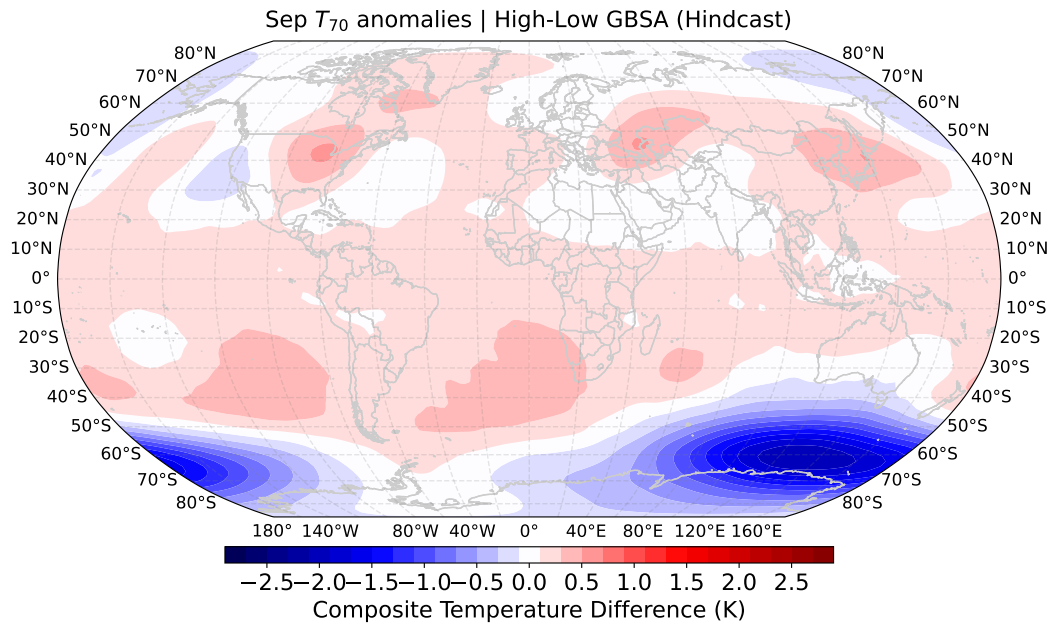 Sep T₇₀ anomalies | High-Low GBSA (Hindcast)
80°N 80°N
70°N 70°N
60°N 60°N
50°N 50°N
40°N 40°N
30°N 30°N
20°N 20°N
10°N 10°N
0° 0°
10°S 10°S
20°S 20°S
30°S 30°S
40°S 40°S
50°S 50°S
60°S 60°S
70°S 70°S
80°S 80°S
180° 140°W 80°W 40°W 0° 40°E 80°E 120°E 160°E
−2.5 −2.0 −1.5 −1.0 −0.5 0.0 0.5 1.0 1.5 2.0 2.5
Composite Temperature Difference (K)